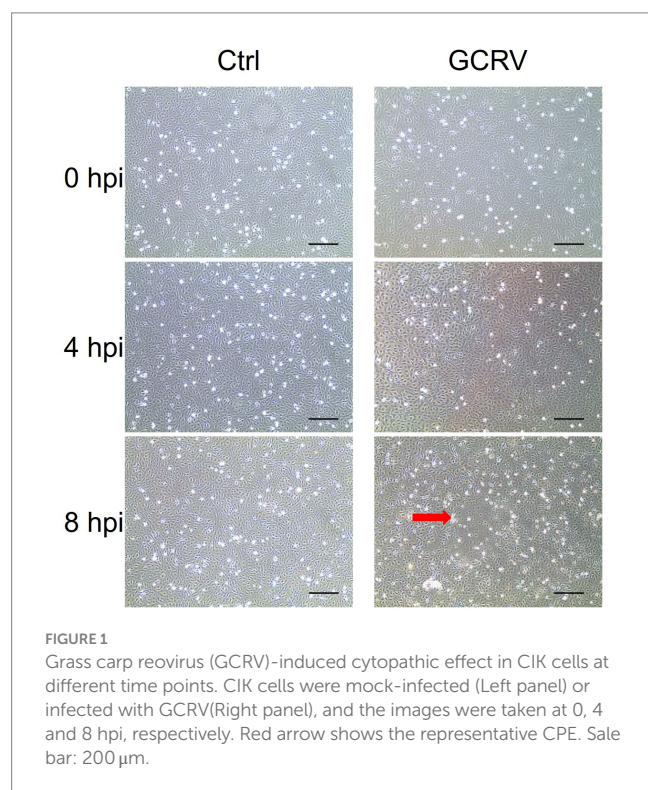 Ctrl GCRV
0 hpi
4 hpi
8 hpi
FIGURE 1
Grass carp reovirus (GCRV)-induced cytopathic effect in CIK cells at
different time points. CIK cells were mock-infected (Left panel) or
infected with GCRV(Right panel), and the images were taken at 0, 4
and 8 hpi, respectively. Red arrow shows the representative CPE. Sale
bar: 200 μm.